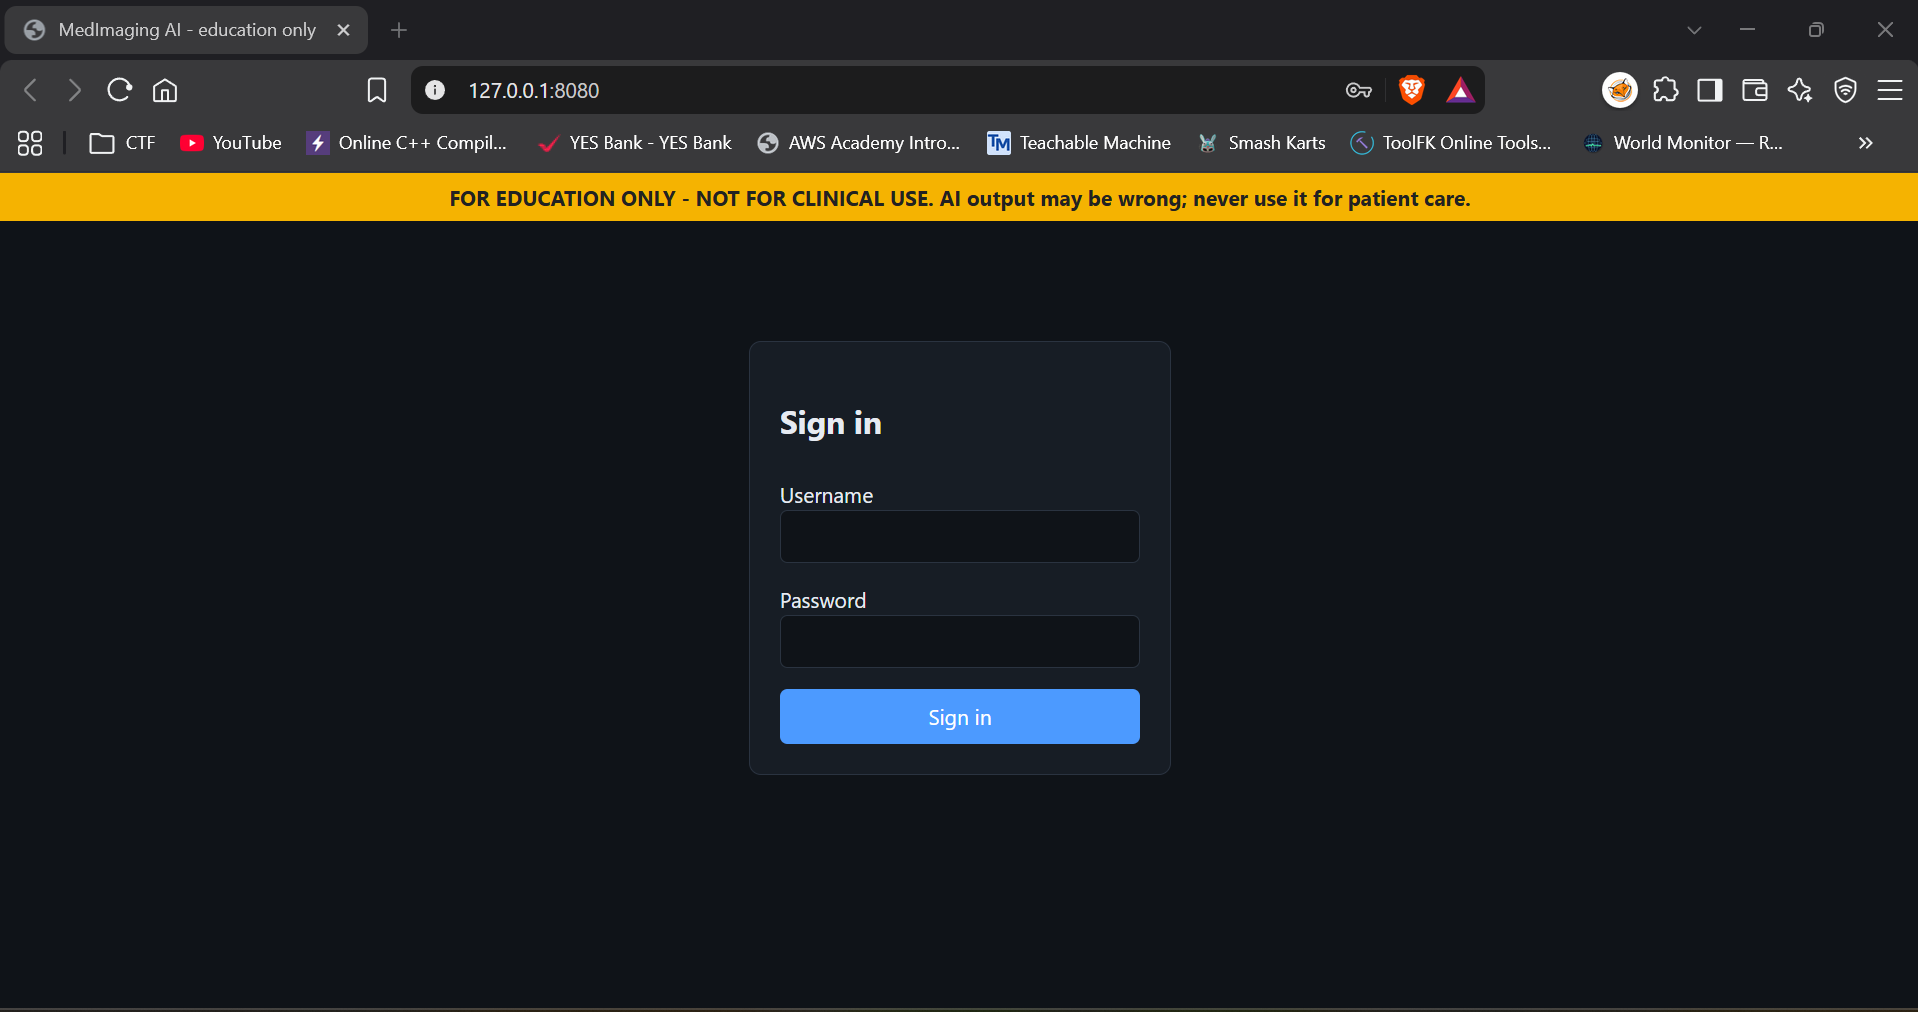 MedImaging AI - education only
127.0.0.1:8080
CTF
YouTube
Online C++ Compil...
YES Bank - YES Bank
AWS Academy Intro...
TM Teachable Machine
Smash Karts
ToolFK Online Tools...
World Monitor — R...
FOR EDUCATION ONLY - NOT FOR CLINICAL USE. AI output may be wrong; never use it for patient care.
Sign in
Username
Password
Sign in